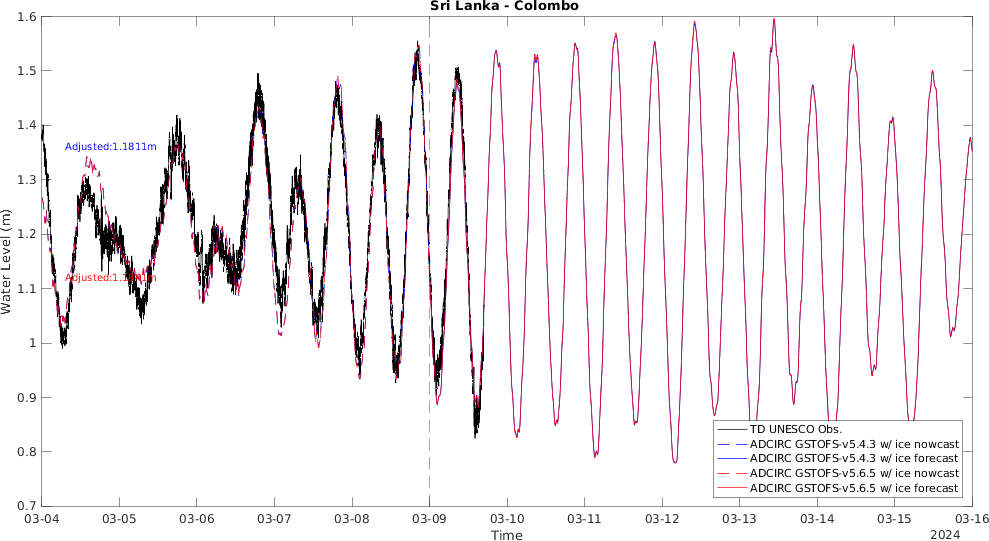 Sri Lanka - Colombo
1.6
1.5
1.4
1.3
1.2
1.1
1
0.9
0.8
0.7
Water Level (m)
Adjusted:1.1811m
TD UNESCO Obs.
ADCIRC GSTOFS-v5.4.3 w/ ice nowcast
ADCIRC GSTOFS-v5.4.3 w/ ice forecast
ADCIRC GSTOFS-v5.6.5 w/ ice nowcast
ADCIRC GSTOFS-v5.6.5 w/ ice forecast
03-04 03-05 03-06 03-07 03-08 03-09 03-10 03-11 03-12 03-13 03-14 03-15 03-16
Time
2024